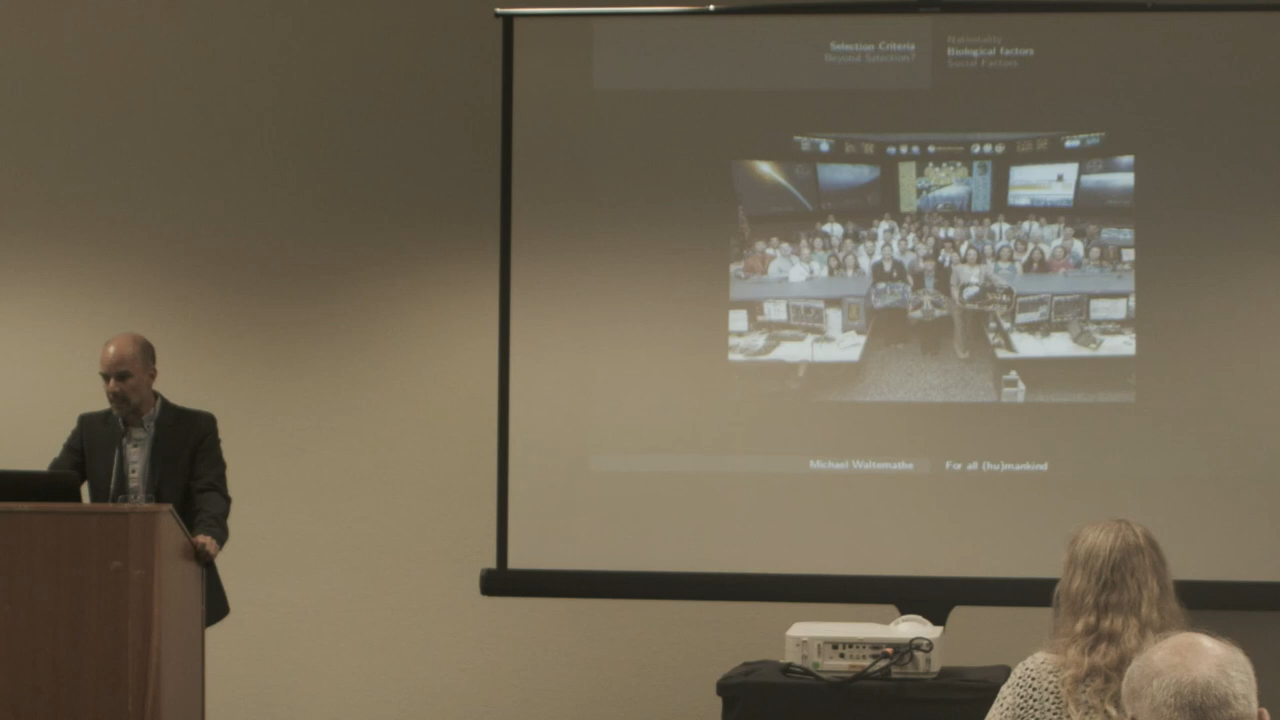 Selection Criteria
Beyond Selection?
Nationality
Biological factors
Social Factors
Michael Waltemathe
For all (hu)mankind